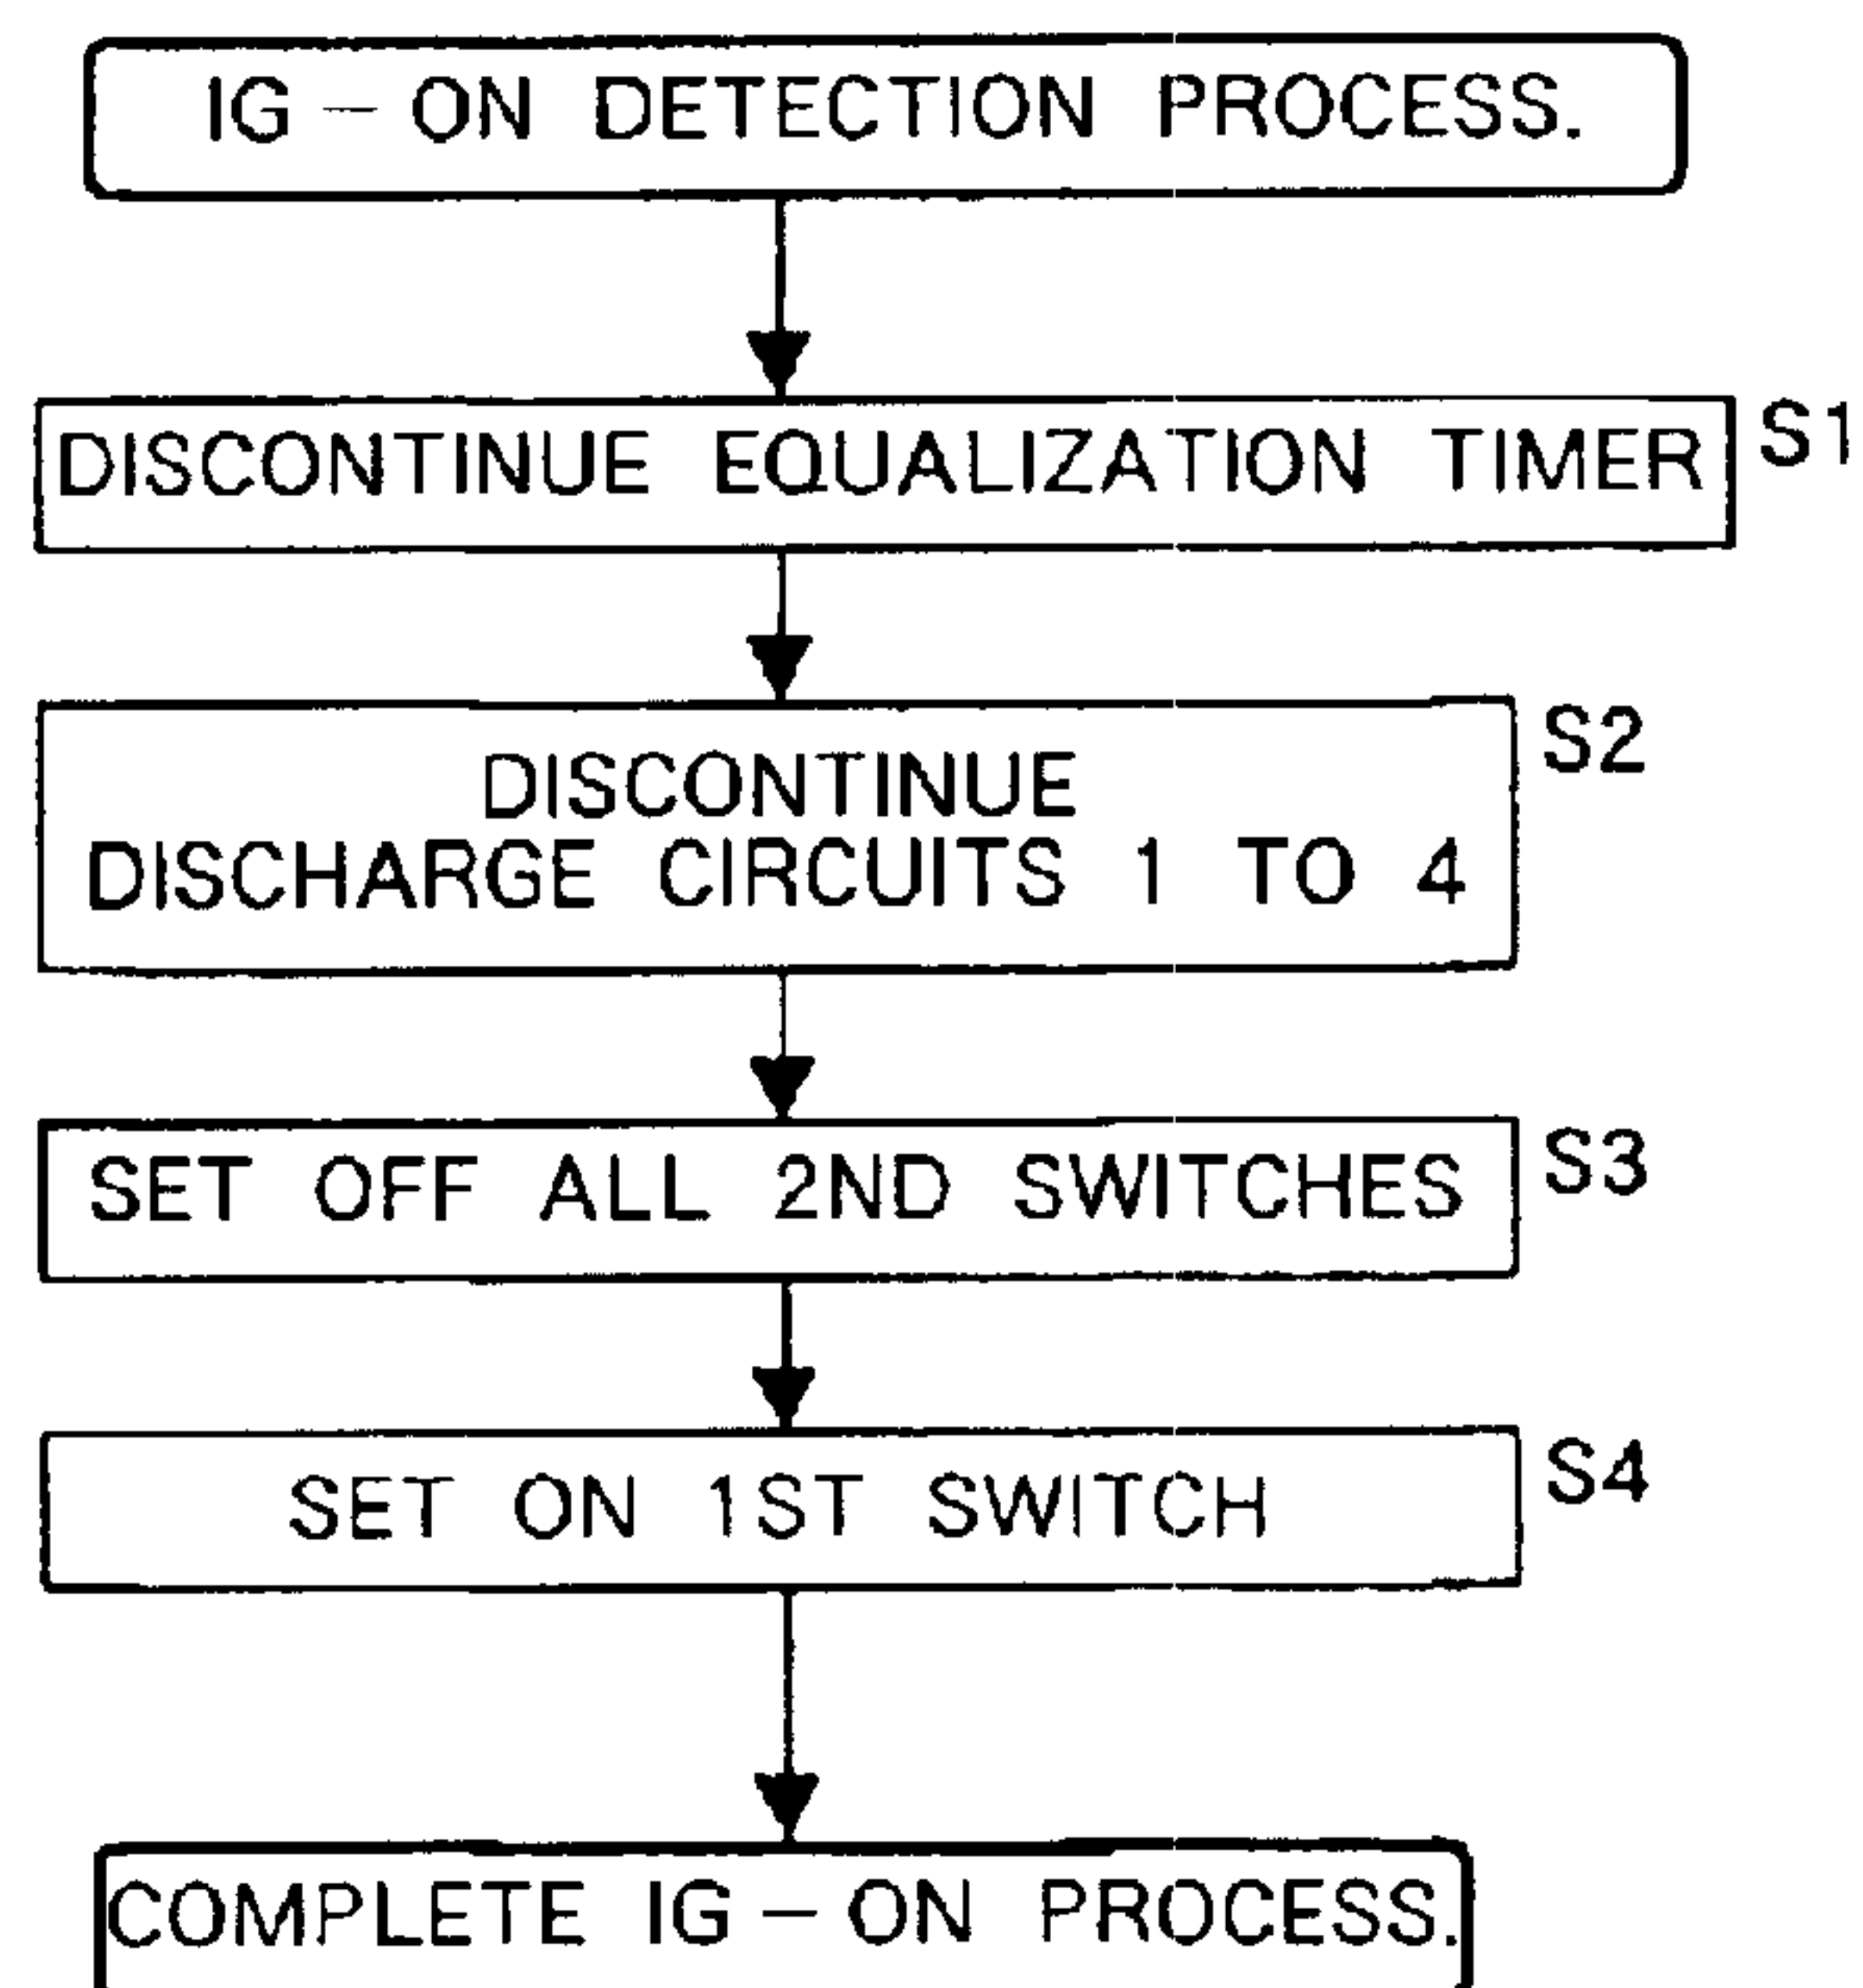 IG – ON DETECTION PROCESS.
DISCONTINUE EQUALIZATION TIMER S1
DISCONTINUE S2
DISCHARGE CIRCUITS 1 TO 4
SET OFF ALL 2ND SWITCHES S3
SET ON 1ST SWITCH S4
COMPLETE IG – ON PROCESS.